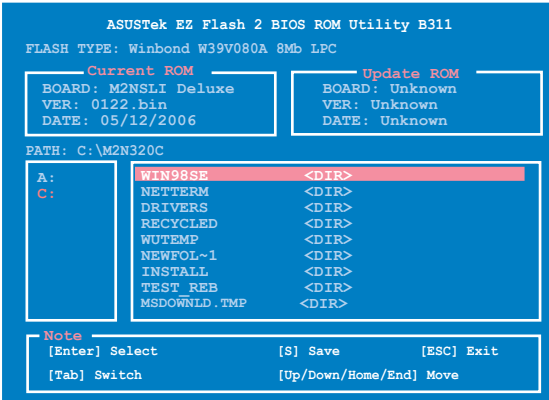 ASUSTek EZ Flash 2 BIOS ROM Utility B311
FLASH TYPE: Winbond W39V080A 8Mb LPC
Current ROM
BOARD: M2NSLI Deluxe
VER: 0122.bin
DATE: 05/12/2006
Update ROM
BOARD: Unknown
VER: Unknown
DATE: Unknown
PATH: C:\M2N320C
A:
C:
WIN98SE <DIR>
NETTERM <DIR>
DRIVERS <DIR>
RECYCLED <DIR>
WUTEMP <DIR>
NEWFOL~1 <DIR>
INSTALL <DIR>
TEST_REB <DIR>
MSDOWNLD.TMP <DIR>
Note
[Enter] Select [S] Save [ESC] Exit
[Tab] Switch [Up/Down/Home/End] Move